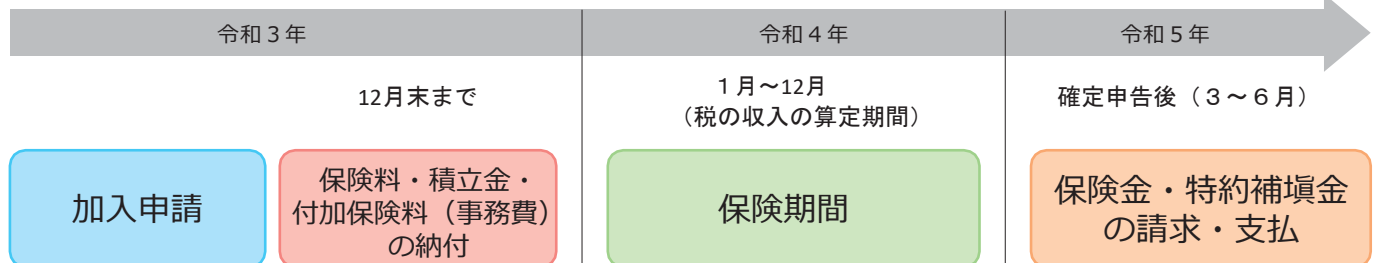 令和３年
令和４年
令和５年
12月末まで
１月～12月
（税の収入の算定期間）
確定申告後（３～６月）
加入申請
保険料・積立金・
付加保険料（事務費）
の納付
保険期間
保険金・特約補塡金
の請求・支払